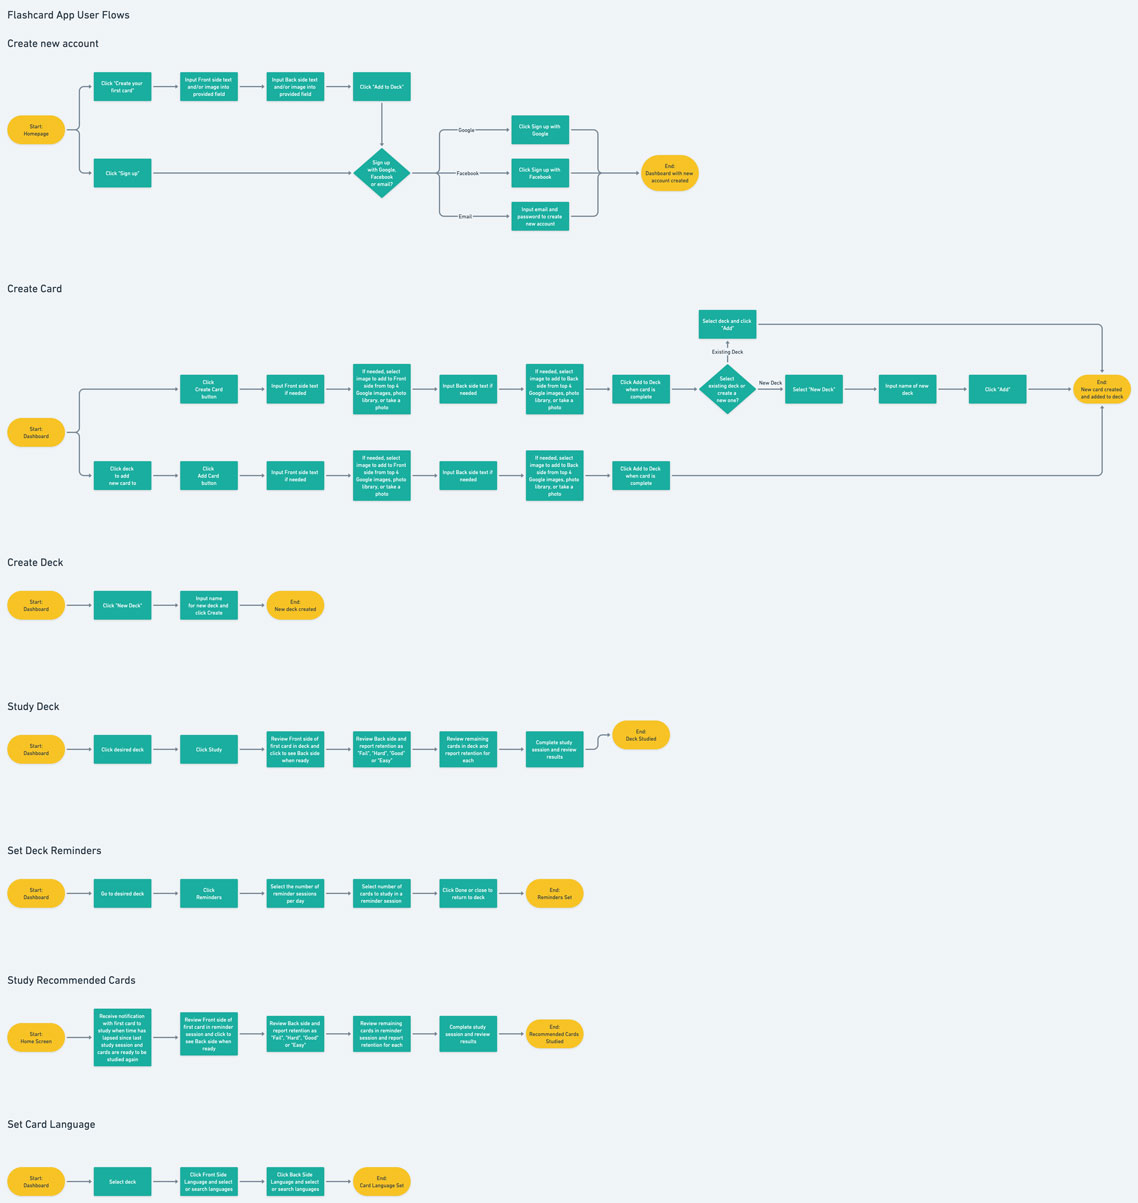 Flashcard App User Flows
Create new account
Start:
Homepage
Click "Create your
first card"
Input Front side text
and/or image into
provided field
Input Back side text
and/or image into
provided field
Click "Add to Deck"
Click "Sign up"
Sign up
with Google,
Facebook
or email?
Google
Click Sign up with
Google
Facebook
Click Sign up with
Facebook
Email
Input email and
password to create
new account
End:
Dashboard with new
account created
Create Card
Start:
Dashboard
Click
Create Card
button
Input Front side text
if needed
If needed, select
image to add to Front
side from top 4
Google images, photo
library, or take a
photo
Input Back side text if
needed
If needed, select
image to add to Back
side from top 4
Google images, photo
library, or take a
photo
Click Add to Deck
when card is
complete
Select
existing deck or
create a
new one?
Existing Deck
Select deck and click
"Add"
New Deck
Select "New Deck"
Input name of new
deck
Click "Add"
End:
New card created
and added to deck
Click deck
to add
new card to
Click
Add Card
button
Input Front side text
if needed
If needed, select
image to add to Front
side from top 4
Google images, photo
library, or take a
photo
Input Back side text if
needed
If needed, select
image to add to Back
side from top 4
Google images, photo
library, or take a
photo
Click Add to Deck
when card is
complete
Create Deck
Start:
Dashboard
Click "New Deck"
Input name
for new deck and
click Create
End:
New deck created
Study Deck
Start:
Dashboard
Click desired deck
Click Study
Review Front side of
first card in deck and
click to see Back side
when ready
Review Back side and
report retention as
"Fail", "Hard", "Good"
or "Easy"
Review remaining
cards in deck and
report retention for
each
Complete study
session and review
results
End:
Deck Studied
Set Deck Reminders
Start:
Dashboard
Go to desired deck
Click
Reminders
Select the number of
reminder sessions
per day
Select number of
cards to study in a
reminder session
Click Done or close to
return to deck
End:
Reminders Set
Study Recommended Cards
Start:
Home Screen
Receive notification
with first card to
study when time has
lapsed since last
study session and
cards are ready to be
studied again
Review Front side of
first card in reminder
session and click to
see Back side when
ready
Review Back side and
report retention as
"Fail", "Hard", "Good"
or "Easy"
Review remaining
cards in reminder
session and report
retention for each
Complete study
session and review
results
End:
Recommended Cards
Studied
Set Card Language
Start:
Dashboard
Select deck
Click Front Side
Language and select
or search languages
Click Back Side
Language and select
or search languages
End:
Card Language Set